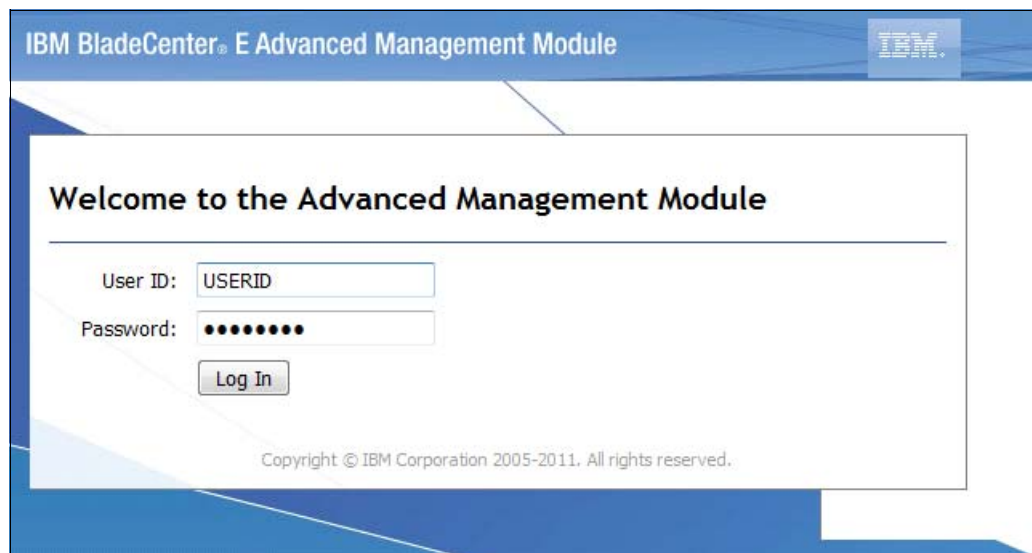 IBM BladeCenter® E Advanced Management Module
IBM.
Welcome to the Advanced Management Module
User ID: USERID
Password: ••••••••
Log In
Copyright © IBM Corporation 2005-2011. All rights reserved.